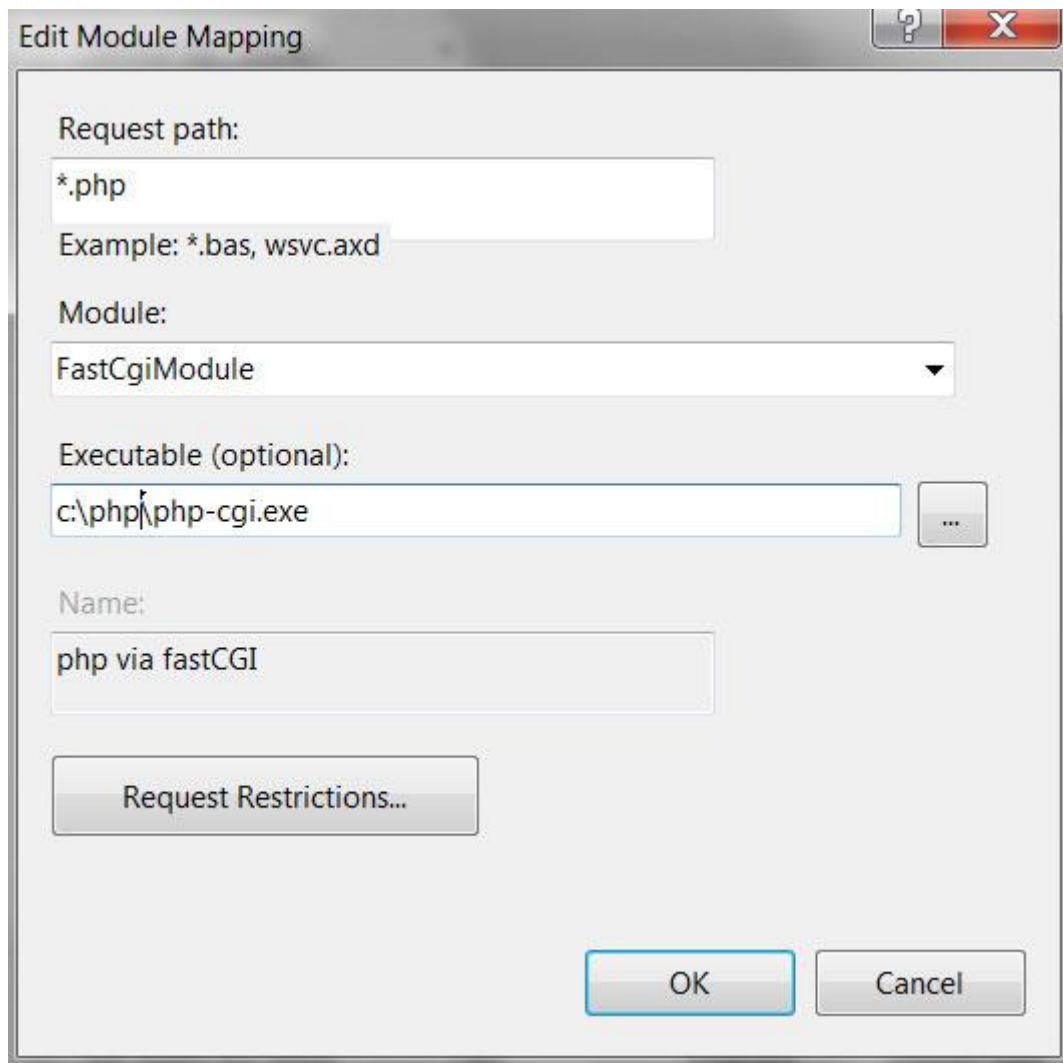 Edit Module Mapping
?
X
Request path:
*.php
Example: *.bas, wsvc.axd
Module:
FastCgiModule
Executable (optional):
c:\php\php-cgi.exe
...
Name:
php via fastCGI
Request Restrictions...
OK
Cancel